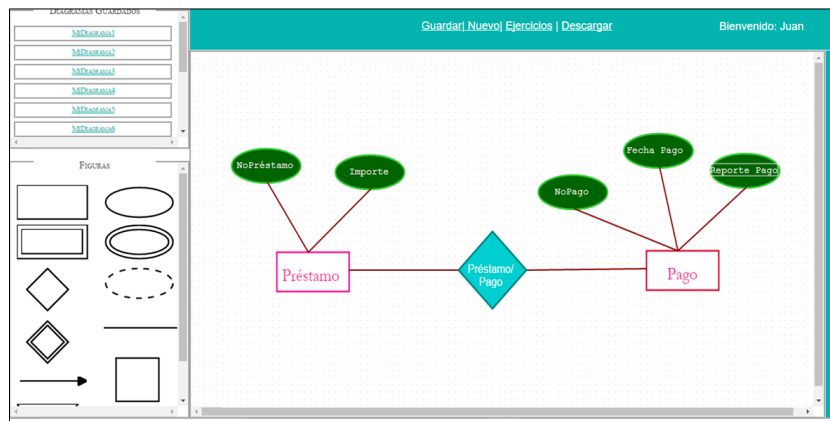 Diagramas Guardados
MiDiagrama1
MiDiagrama2
MiDiagrama3
MiDiagrama4
MiDiagrama5
MiDiagrama6
Figuras
Guardar| Nuevo| Ejercicios | Descargar
Bienvenido: Juan
NoPréstamo
Importe
Fecha Pago
Reporte Pago
NoPago
Préstamo
Préstamo/
Pago
Pago